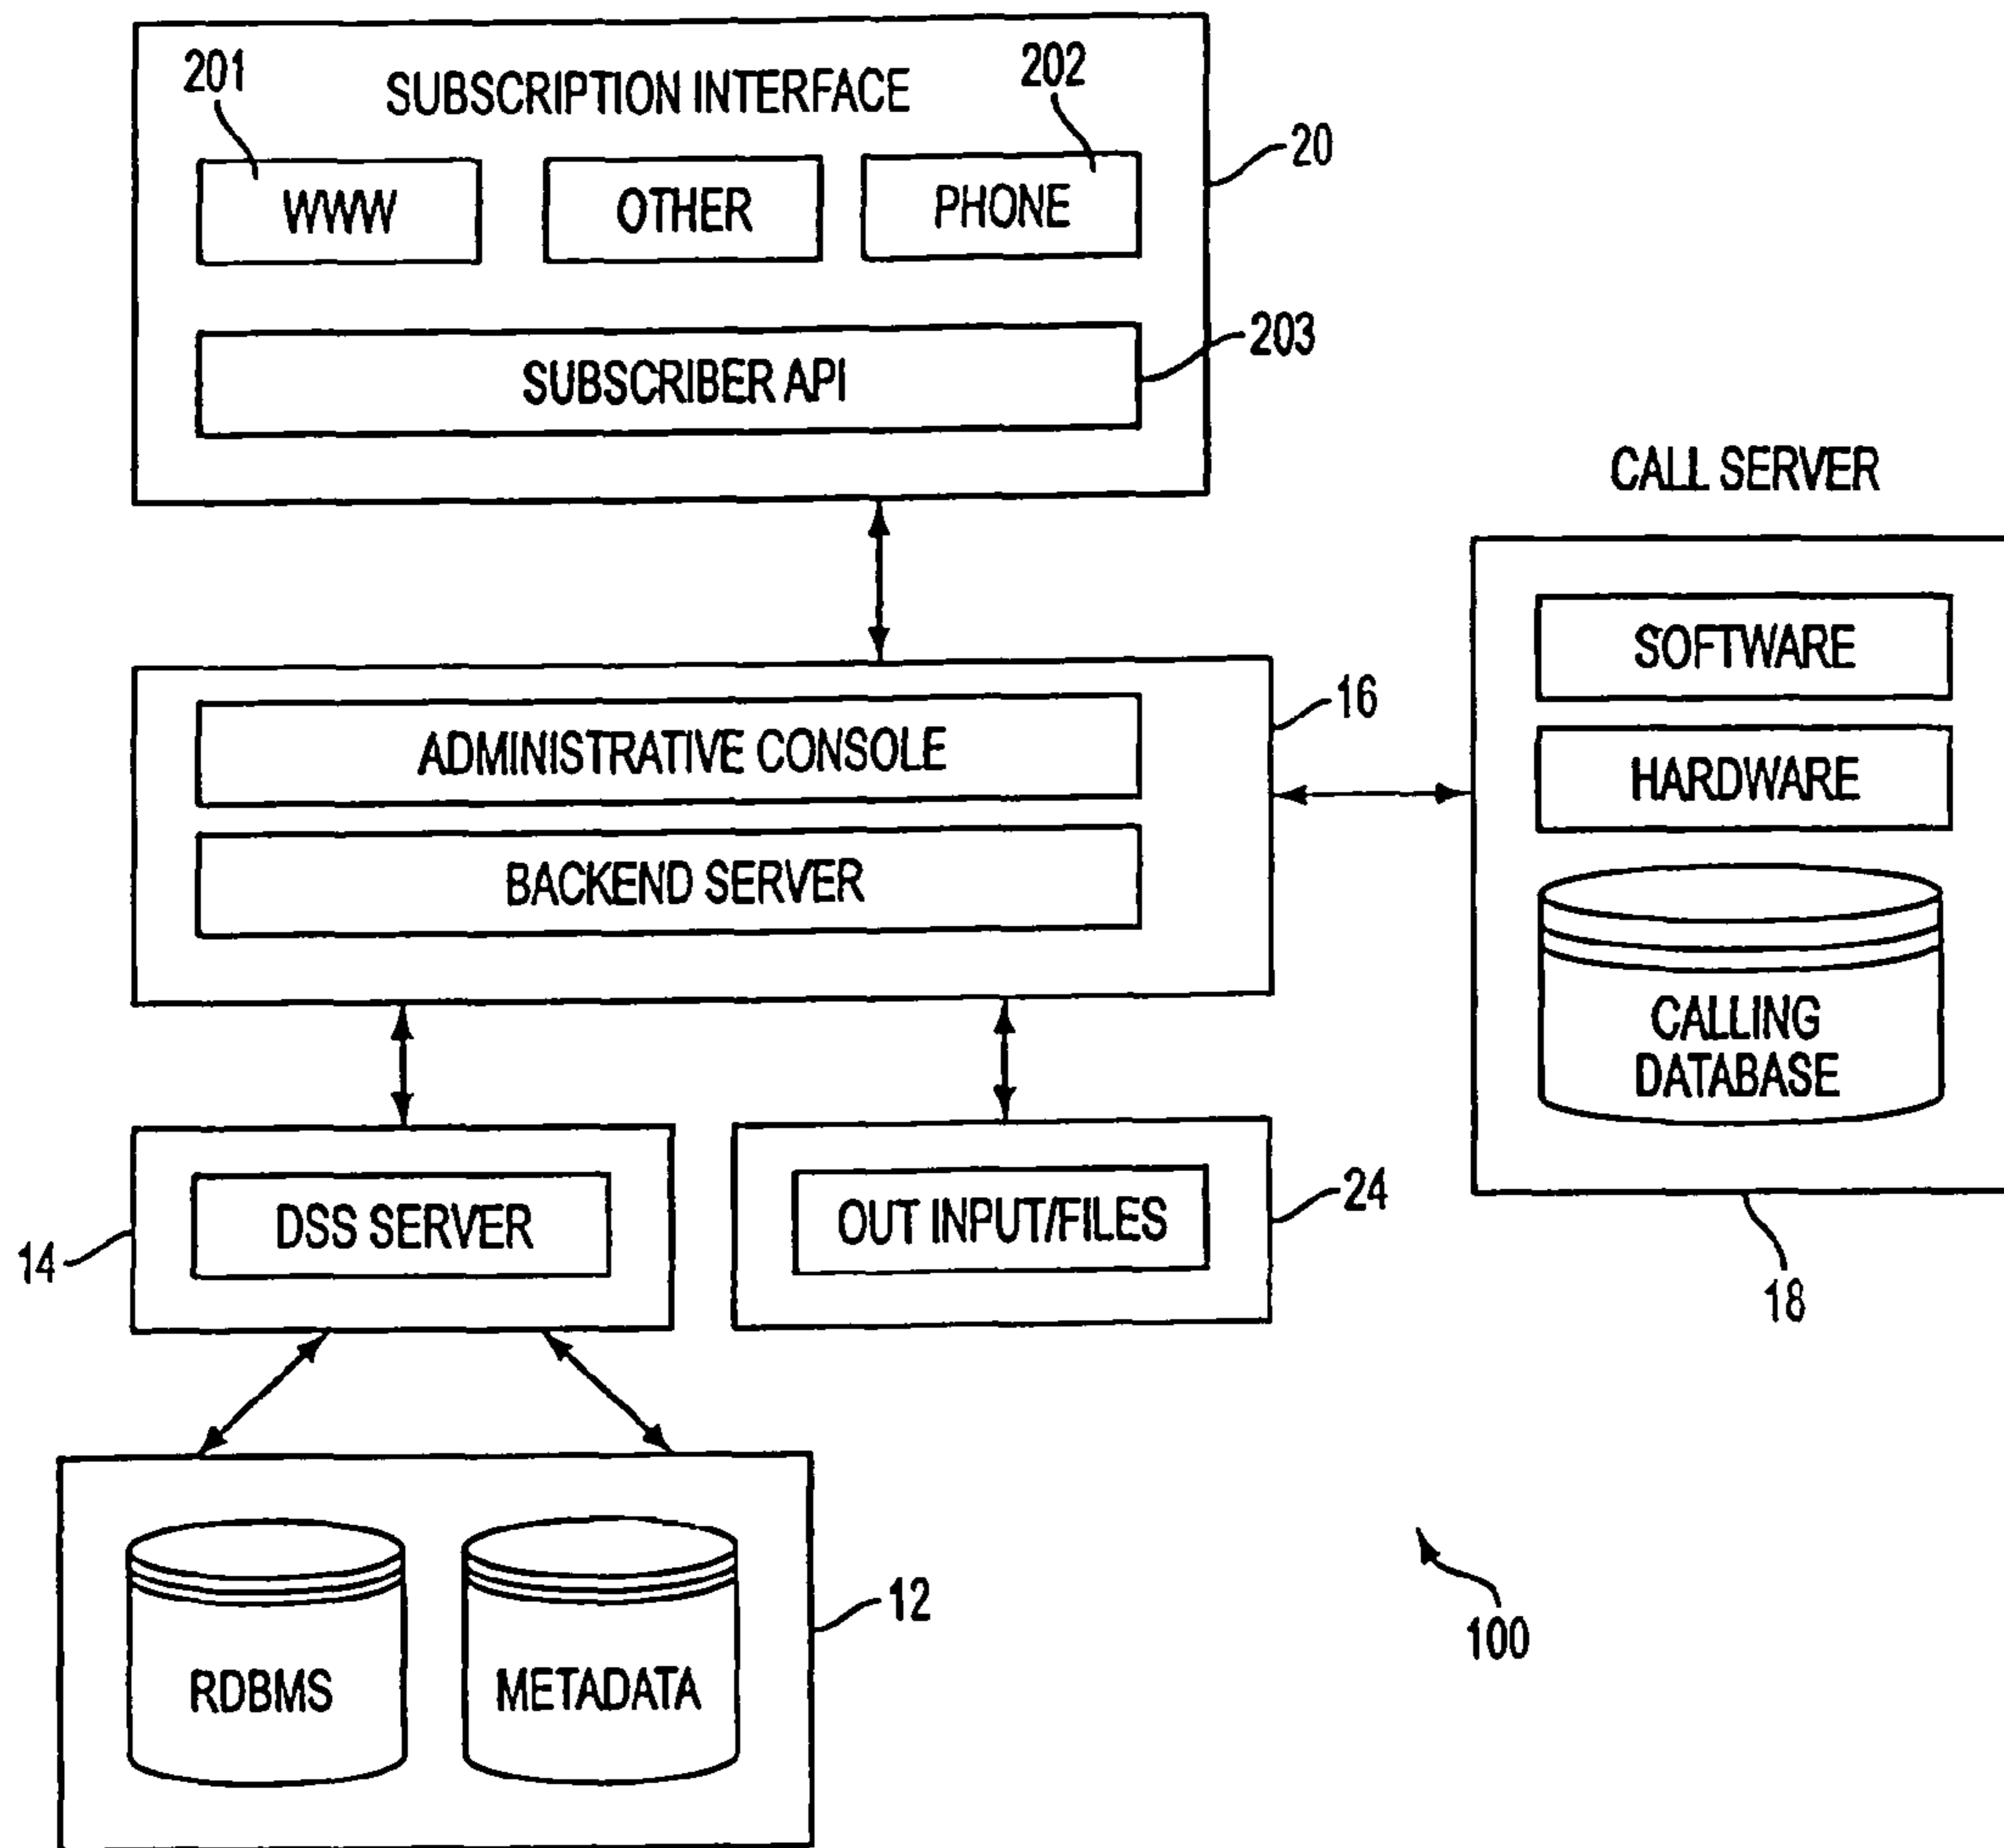 201
SUBSCRIPTION INTERFACE
202
20
WWW
OTHER
PHONE
SUBSCRIBER API
203
CALL SERVER
ADMINISTRATIVE CONSOLE
BACKEND SERVER
16
SOFTWARE
HARDWARE
CALLING
DATABASE
18
DSS SERVER
14
OUT INPUT/FILES
24
RDBMS
METADATA
12
100